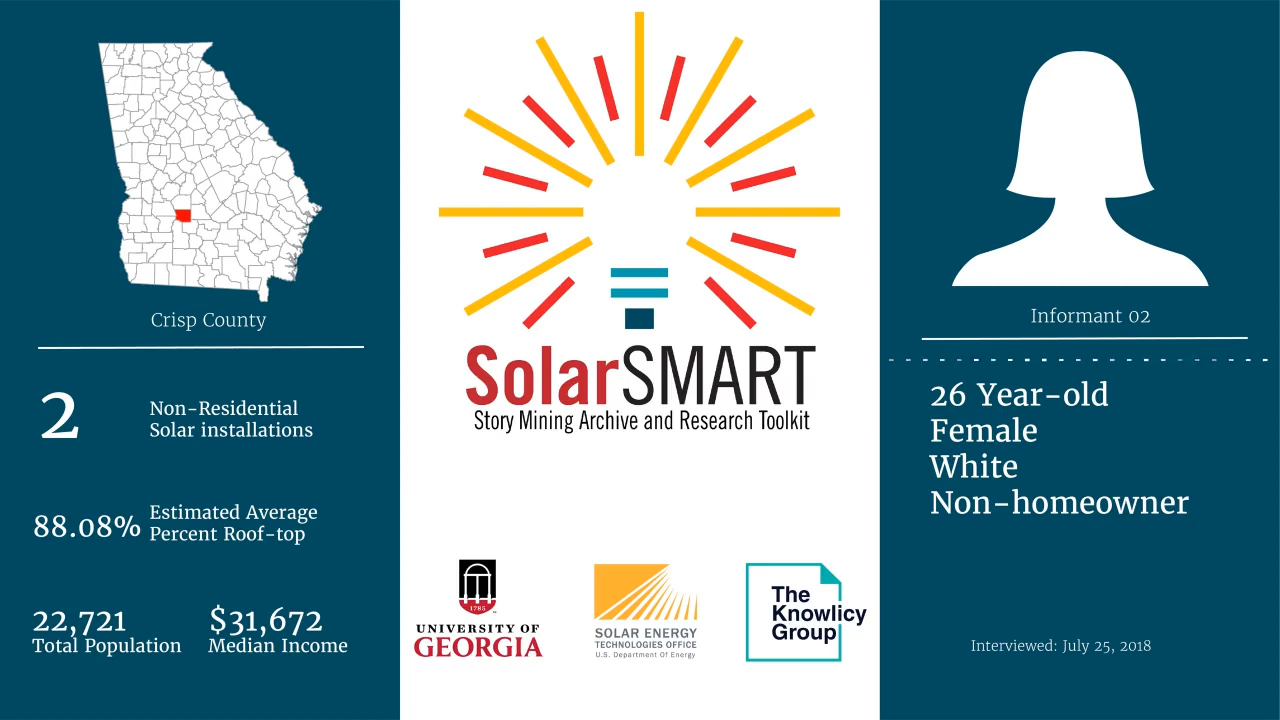 Crisp County
2
Non-Residential
Solar installations
88.08%
Estimated Average
Percent Roof-top
22,721
Total Population
$31,672
Median Income
SolarSMART
Story Mining Archive and Research Toolkit
1785
UNIVERSITY OF
GEORGIA
SOLAR ENERGY
TECHNOLOGIES OFFICE
U.S. Department Of Energy
The
Knowlicy
Group
Informant 02
26 Year-old
Female
White
Non-homeowner
Interviewed: July 25, 2018